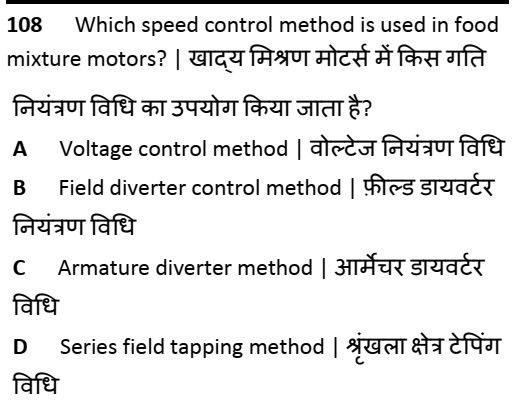 108 Which speed control method is used in food
mixture motors? | खाद्य मिश्रण मोटर्स में किस गति
नियंत्रण विधि का उपयोग किया जाता है?
A Voltage control method | वोल्टेज नियंत्रण विधि
B Field diverter control method | फ़ील्ड डायवर्टर
नियंत्रण विधि
C Armature diverter method | आर्मेचर डायवर्टर
विधि
D Series field tapping method | श्रृंखला क्षेत्र टेपिंग
विधि